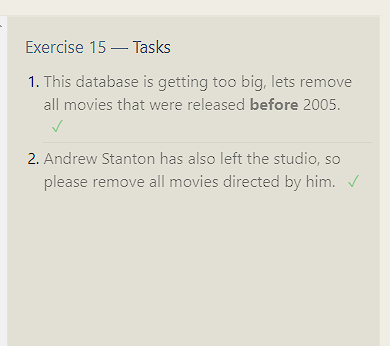 Exercise 15 — Tasks
1. This database is getting too big, lets remove
all movies that were released before 2005.
✓
2. Andrew Stanton has also left the studio, so
please remove all movies directed by him. ✓